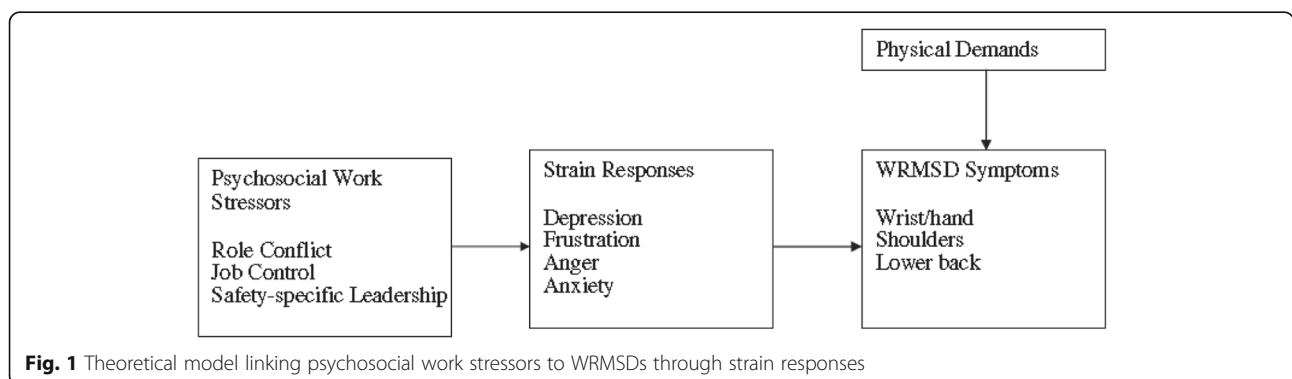 Physical Demands
Psychosocial Work
Stressors
Role Conflict
Job Control
Safety-specific Leadership
Strain Responses
Depression
Frustration
Anger
Anxiety
WRMSD Symptoms
Wrist/hand
Shoulders
Lower back
Fig. 1 Theoretical model linking psychosocial work stressors to WRMSDs through strain responses